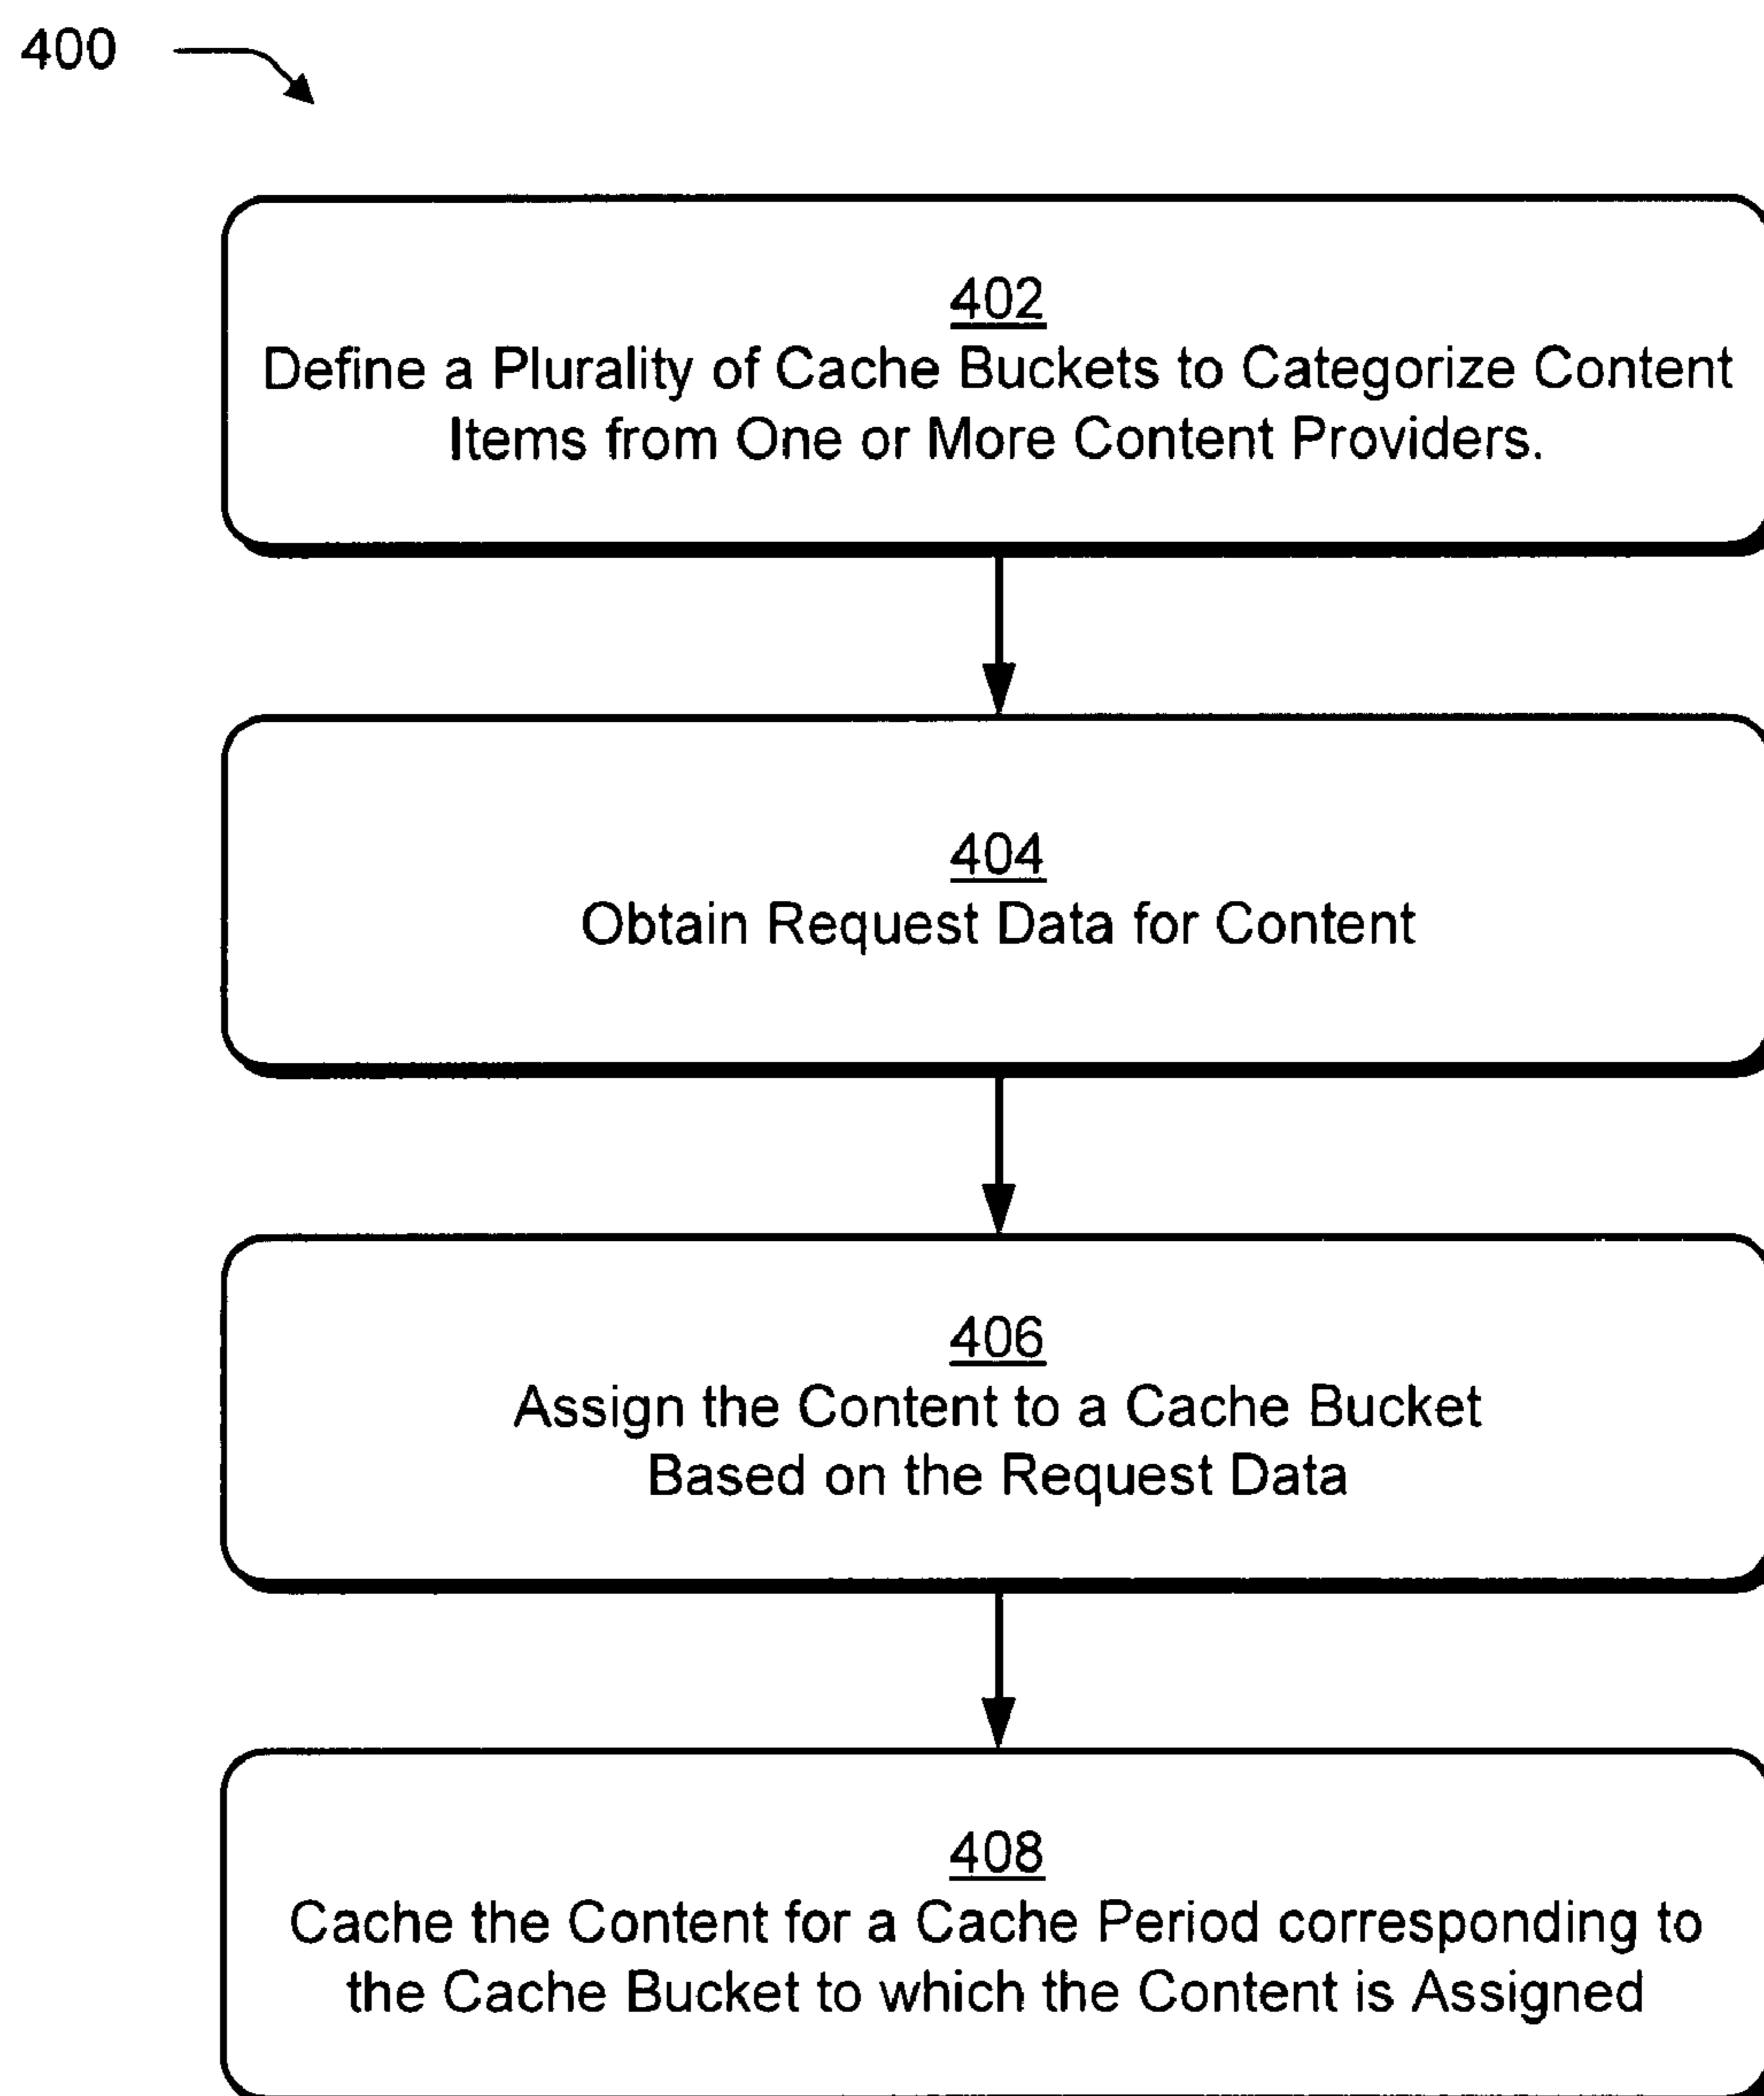 400
402
Define a Plurality of Cache Buckets to Categorize Content
Items from One or More Content Providers.
404
Obtain Request Data for Content
406
Assign the Content to a Cache Bucket
Based on the Request Data
408
Cache the Content for a Cache Period corresponding to
the Cache Bucket to which the Content is Assigned